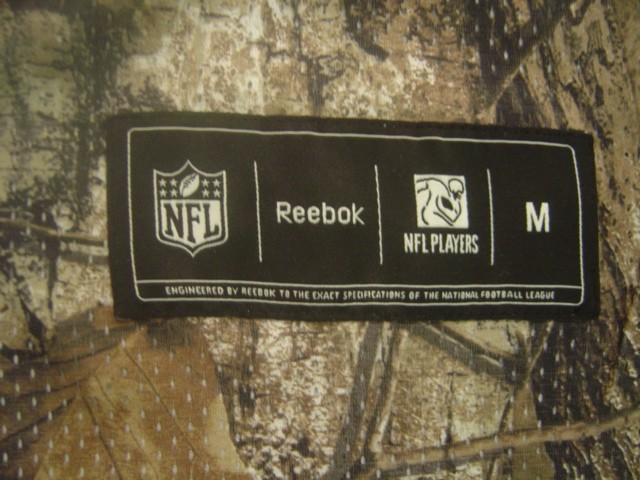 NFL Reebok NFL PLAYERS M
ENGINEERED BY REEBOK TO THE EXACT SPECIFICATIONS OF THE NATIONAL FOOTBALL LEAGUE